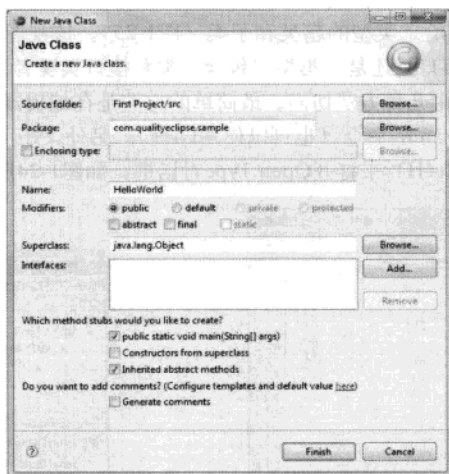 New Java Class
Java Class
Create a new Java class.
Source folder: First Project/src Browse...
Package: com.qualityeclipse.sample Browse...
Enclosing type: Browse...
Name: HelloWorld
Modifiers: public default private protected
abstract final static
Superclass: java.lang.Object Browse...
Interfaces: Add...
Remove
Which method stubs would you like to create?
public static void main(String[] args)
Constructors from superclass
Inherited abstract methods
Do you want to add comments? (Configure templates and default value here)
Generate comments
Finish Cancel